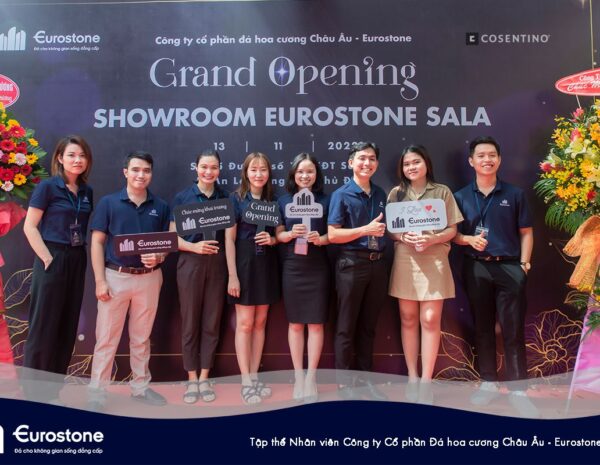 Eurostone
Đá cho không gian sống đẳng cấp
Công ty cổ phần đá hoa cương Châu Âu - Eurostone
COSENTINO
Grand Opening
SHOWROOM EUROSTONE SALA
13 | 11 |
Chúc mừng khai trương
Eurostone
Grand Opening
Eurostone
Eurostone
I Love
Eurostone
Eurostone
Đá cho không gian sống đẳng cấp
Tập thể Nhân viên Công ty Cổ phần Đá hoa cương Châu Âu - Eurostone